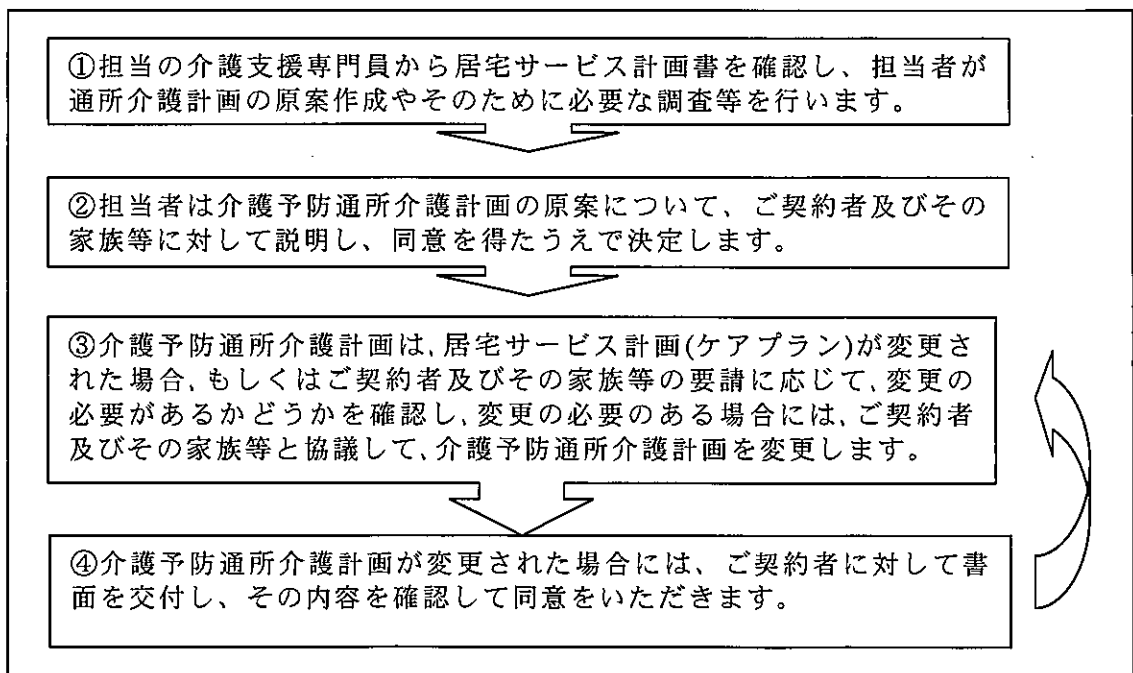 ①担当の介護支援専門員から居宅サービス計画書を確認し、担当者が
通所介護計画の原案作成やそのために必要な調査等を行います。
②担当者は介護予防通所介護計画の原案について、ご契約者及びその
家族等に対して説明し、同意を得たうえで決定します。
③介護予防通所介護計画は、居宅サービス計画(ケアプラン)が変更さ
れた場合、もしくはご契約者及びその家族等の要請に応じて、変更の
必要があるかどうかを確認し、変更の必要のある場合には、ご契約者
及びその家族等と協議して、介護予防通所介護計画を変更します。
④介護予防通所介護計画が変更された場合には、ご契約者に対して書
面を交付し、その内容を確認して同意をいただきます。